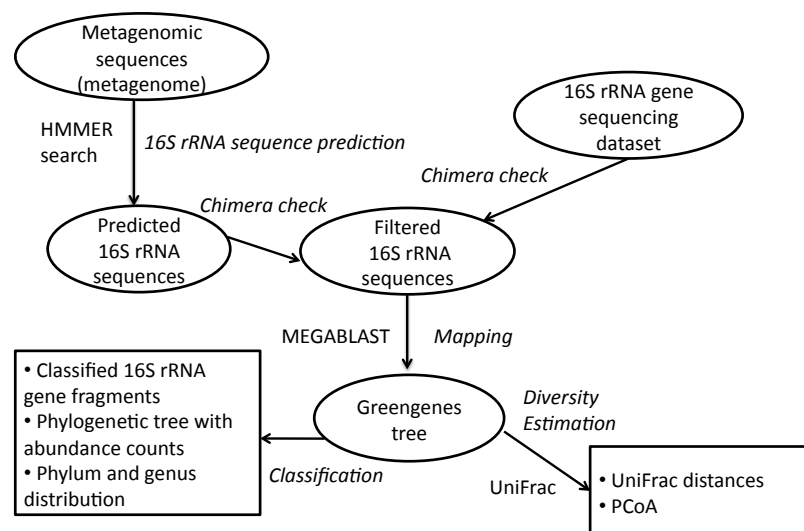 Metagenomic
sequences
(metagenome)
16S rRNA gene
sequencing
dataset
HMMER
search
16S rRNA sequence prediction
Chimera check
Chimera check
Predicted
16S rRNA
sequences
Filtered
16S rRNA
sequences
MEGABLAST
Mapping
• Classified 16S rRNA
gene fragments
• Phylogenetic tree with
abundance counts
• Phylum and genus
distribution
Greengenes
tree
Diversity
Estimation
Classification
UniFrac
• UniFrac distances
• PCoA